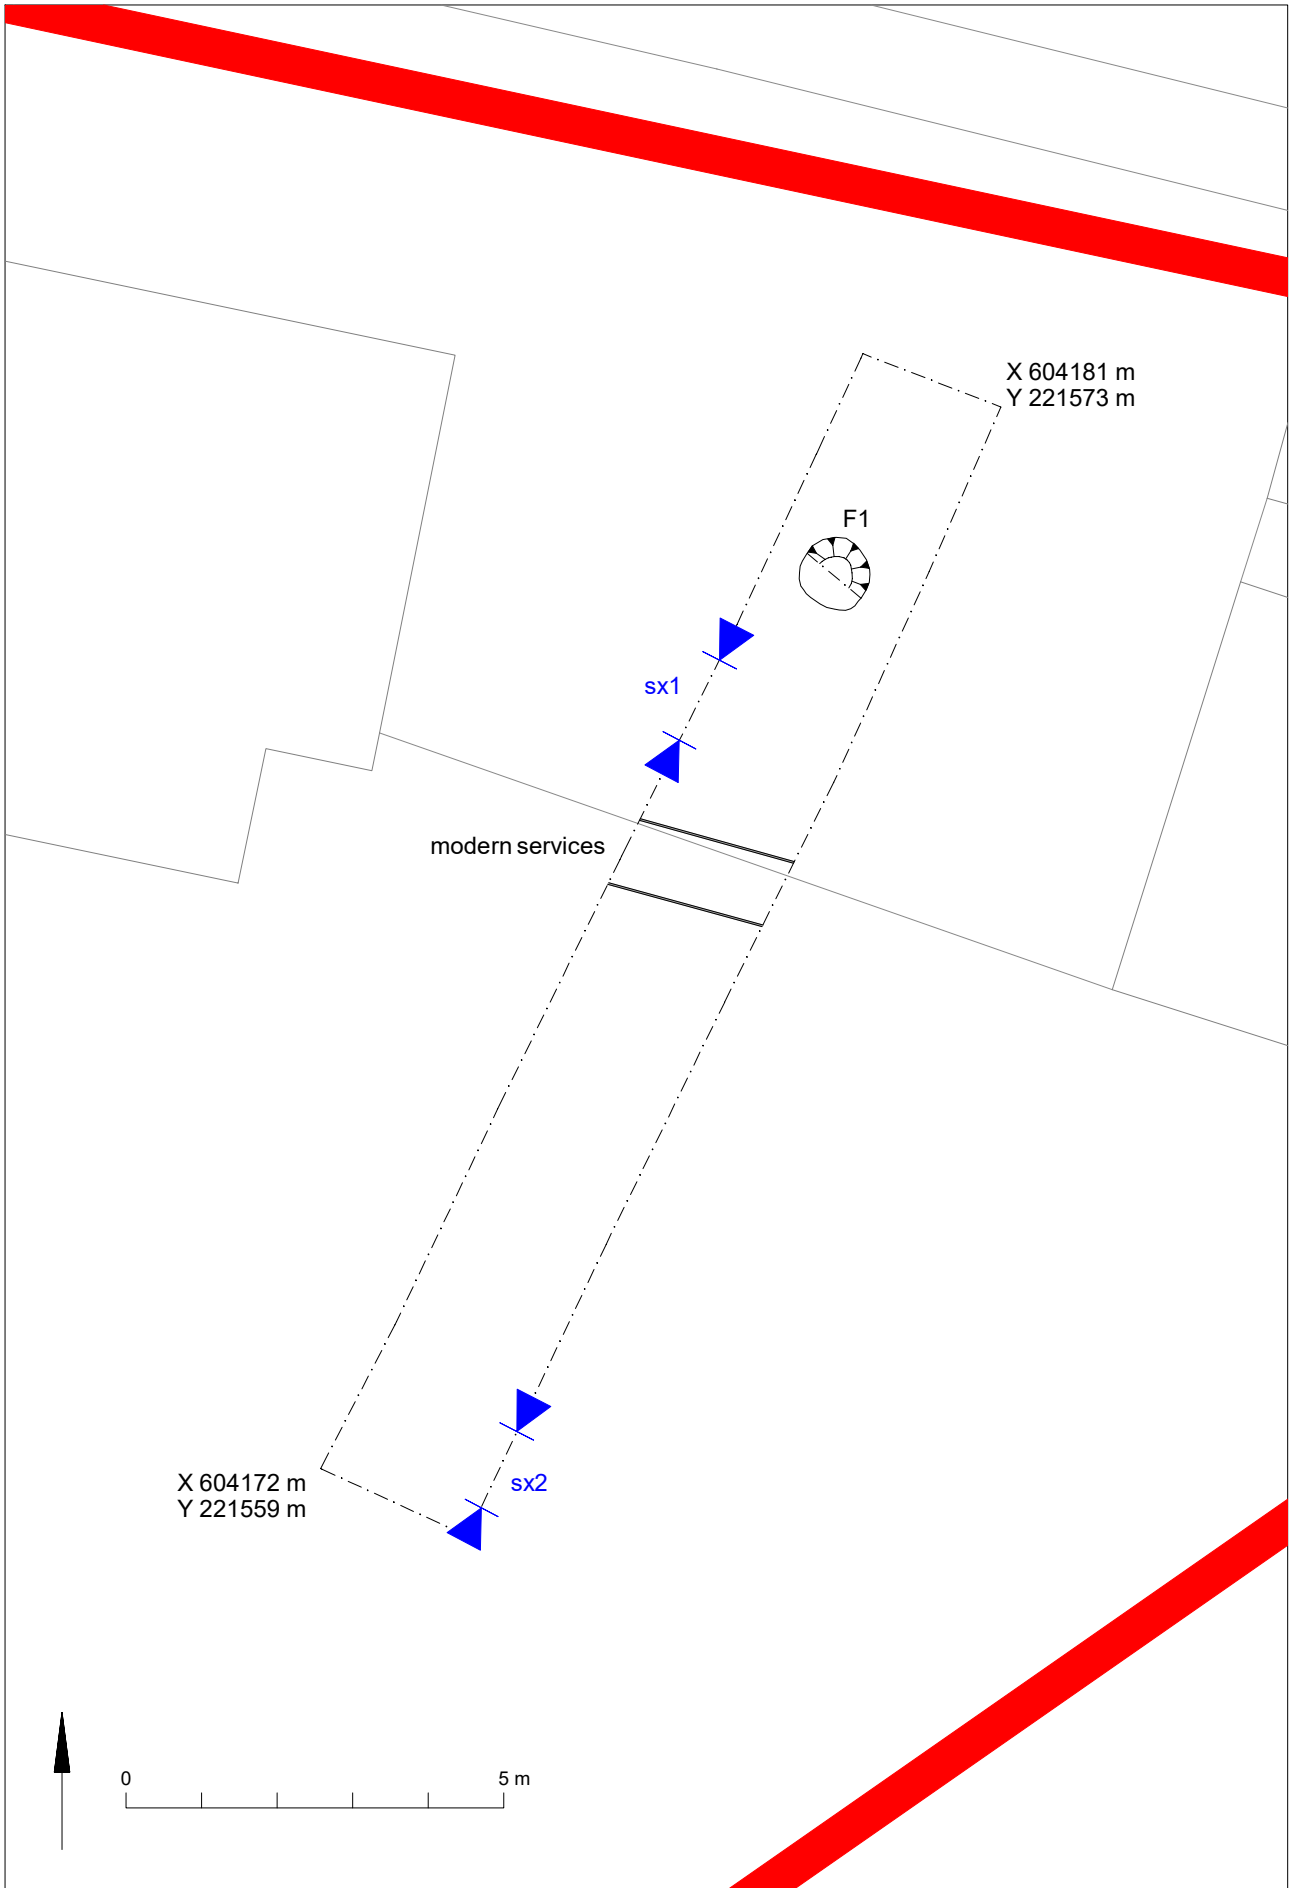 X 604181 m
Y 221573 m
F1
sx1
modern services
X 604172 m
Y 221559 m
sx2
0
5 m